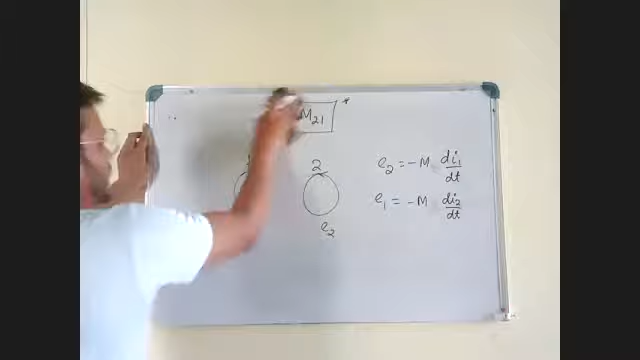 M21 *
2
e2 = -M di1/dt
e1 = -M di2/dt
e2